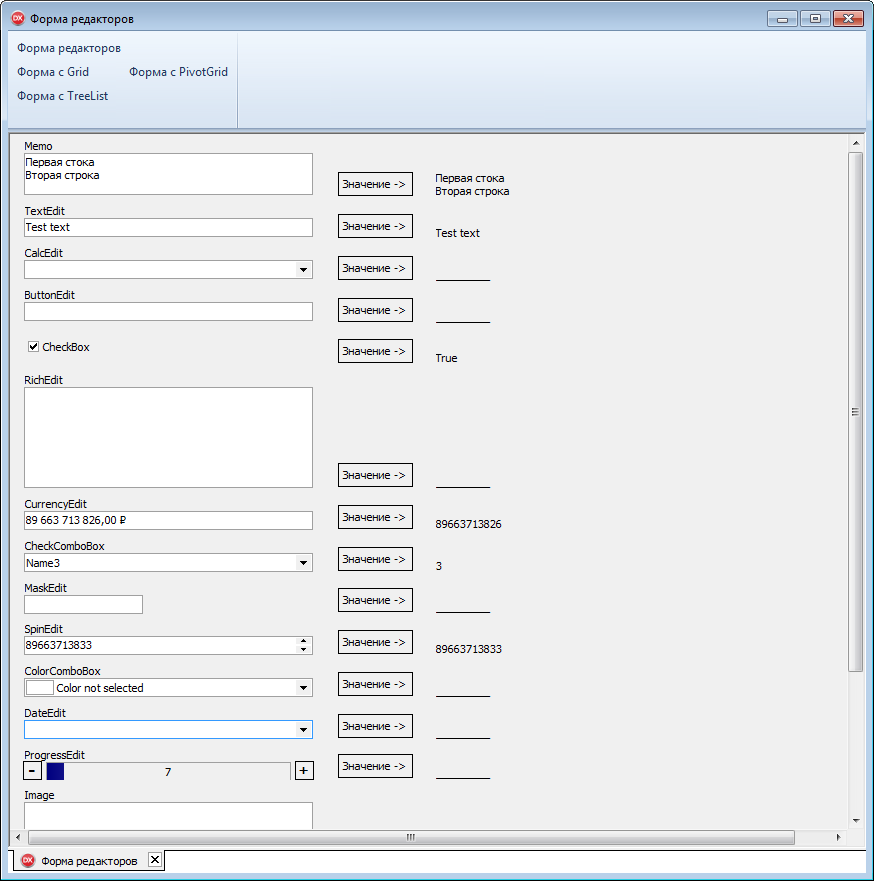 DX Форма редакторов
Форма редакторов
Форма с Grid Форма с PivotGrid
Форма с TreeList
Memo
Первая стока
Вторая строка
Значение ->
Первая стока
Вторая строка
TextEdit
Test text
Значение ->
Test text
CalcEdit
Значение ->
ButtonEdit
Значение ->
CheckBox
Значение ->
True
RichEdit
Значение ->
CurrencyEdit
89 663 713 826,00 ₽
Значение ->
89663713826
CheckComboBox
Name3
Значение ->
3
MaskEdit
Значение ->
SpinEdit
89663713833
Значение ->
89663713833
ColorComboBox
Color not selected
Значение ->
DateEdit
Значение ->
ProgressEdit
- 7 +
Значение ->
Image
DX Форма редакторов